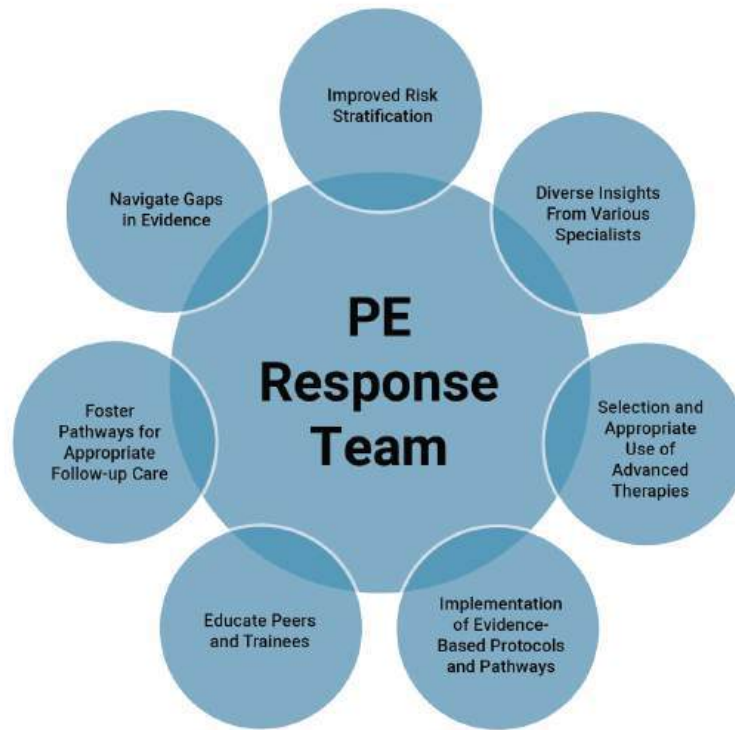 Improved Risk
Stratification
Diverse Insights
From Various
Specialists
Selection and
Appropriate
Use of
Advanced
Therapies
Implementation
of Evidence-
Based Protocols
and Pathways
Educate Peers
and Trainees
Foster
Pathways for
Appropriate
Follow-up Care
Navigate Gaps
in Evidence
PE
Response
Team